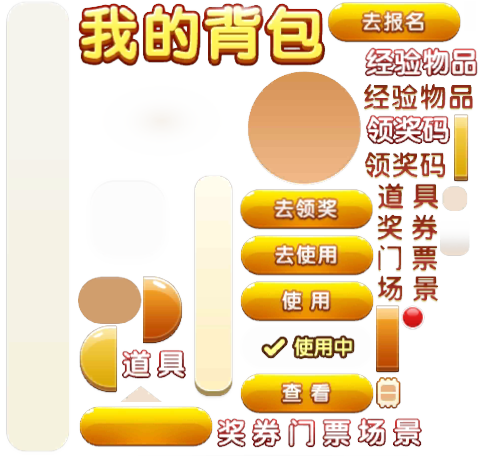 我的背包
去报名
经验物品
经验物品
领奖码
领奖码
道具
奖券
门票
场景
去领奖
去使用
使用
使用中
道具
查看
奖券门票场景